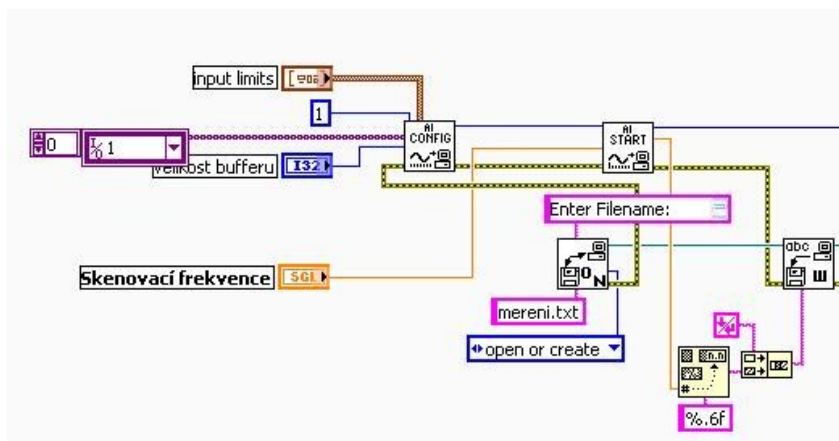 input limits
1
AI
CONFIG
AI
START
0
I/O 1
velikost bufferu
I32
Enter Filename:
abc
Skenovací frekvence
SGL
O
N
mereni.txt
open or create
n.n
#
%.6f